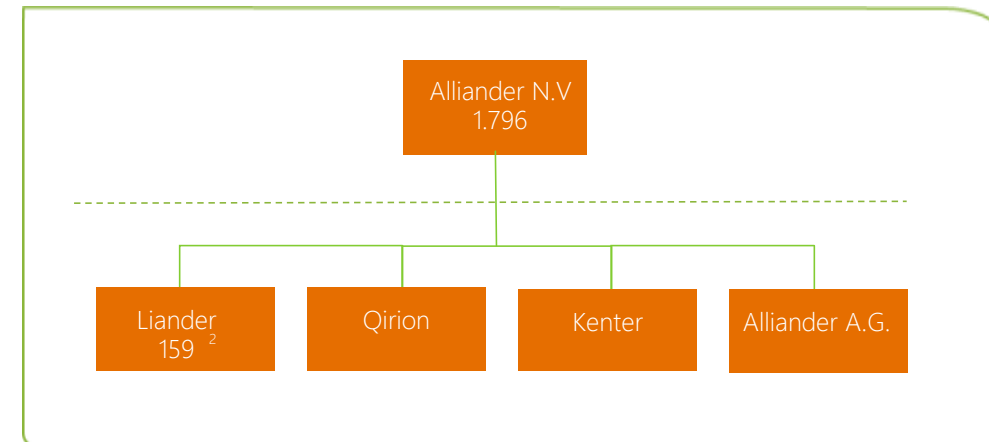 Alliander N.V
1.796
Liander
159 ²
Qirion
Kenter
Alliander A.G.